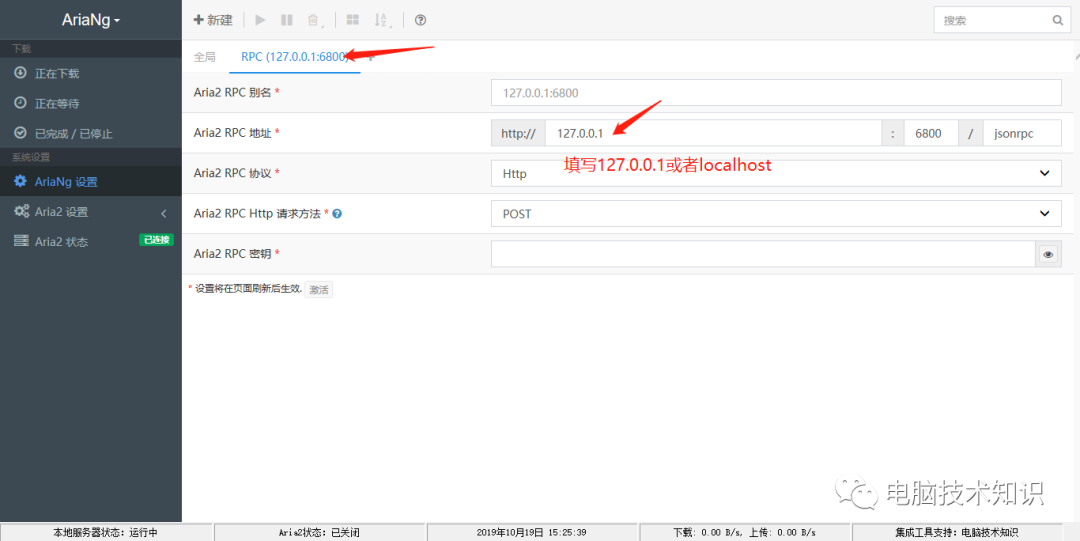 AriaNg
新建
搜索
下载
正在下载
正在等待
已完成 / 已停止
系统设置
AriaNg 设置
Aria2 设置
Aria2 状态 已连接
全局 RPC (127.0.0.1:6800)
Aria2 RPC 别名 * 127.0.0.1:6800
Aria2 RPC 地址 * http:// 127.0.0.1 : 6800 / jsonrpc
填写127.0.0.1或者localhost
Aria2 RPC 协议 * Http
Aria2 RPC Http 请求方法 * POST
Aria2 RPC 密钥 *
* 设置将在页面刷新后生效. 激活
电脑技术知识
本地服务器状态: 运行中 Aria2状态: 已关闭 2019年10月19日 15:25:39 下载: 0.00 B/s, 上传: 0.00 B/s 集成工具支持: 电脑技术知识